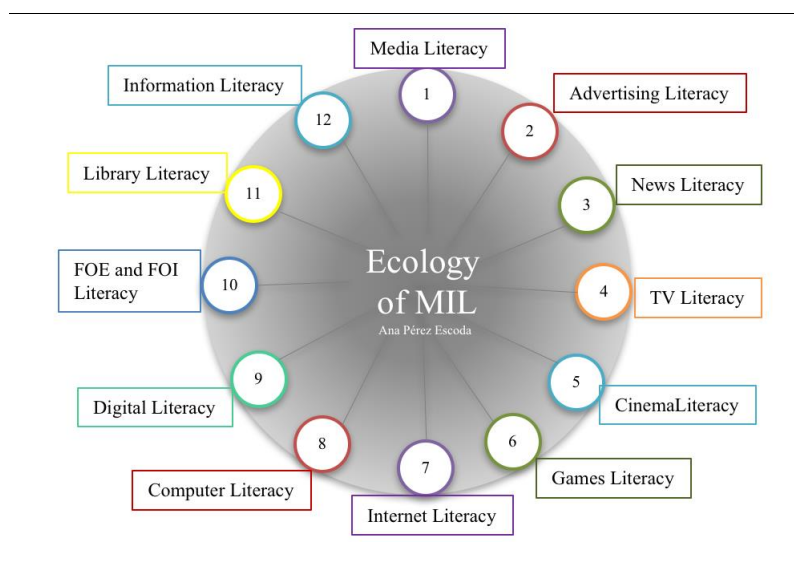 Media Literacy
1
Advertising Literacy
2
News Literacy
3
TV Literacy
4
CinemaLiteracy
5
Games Literacy
6
Internet Literacy
7
Computer Literacy
8
Digital Literacy
9
FOE and FOI
Literacy
10
Library Literacy
11
Information Literacy
12
Ecology
of MIL
Ana Pérez Escoda